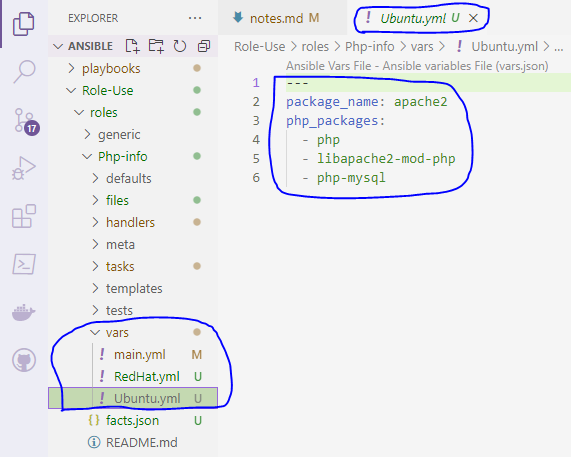 EXPLORER
ANSIBLE
playbooks
Role-Use
roles
generic
Php-info
defaults
files
handlers
meta
tasks
templates
tests
vars
! main.yml M
! RedHat.yml U
! Ubuntu.yml U
{} facts.json U
README.md
17
notes.md M
! Ubuntu.yml U
Role-Use > roles > Php-info > vars > ! Ubuntu.yml > ...
Ansible Vars File - Ansible variables File (vars.json)
1 ---
2 package_name: apache2
3 php_packages:
4 - php
5 - libapache2-mod-php
6 - php-mysql